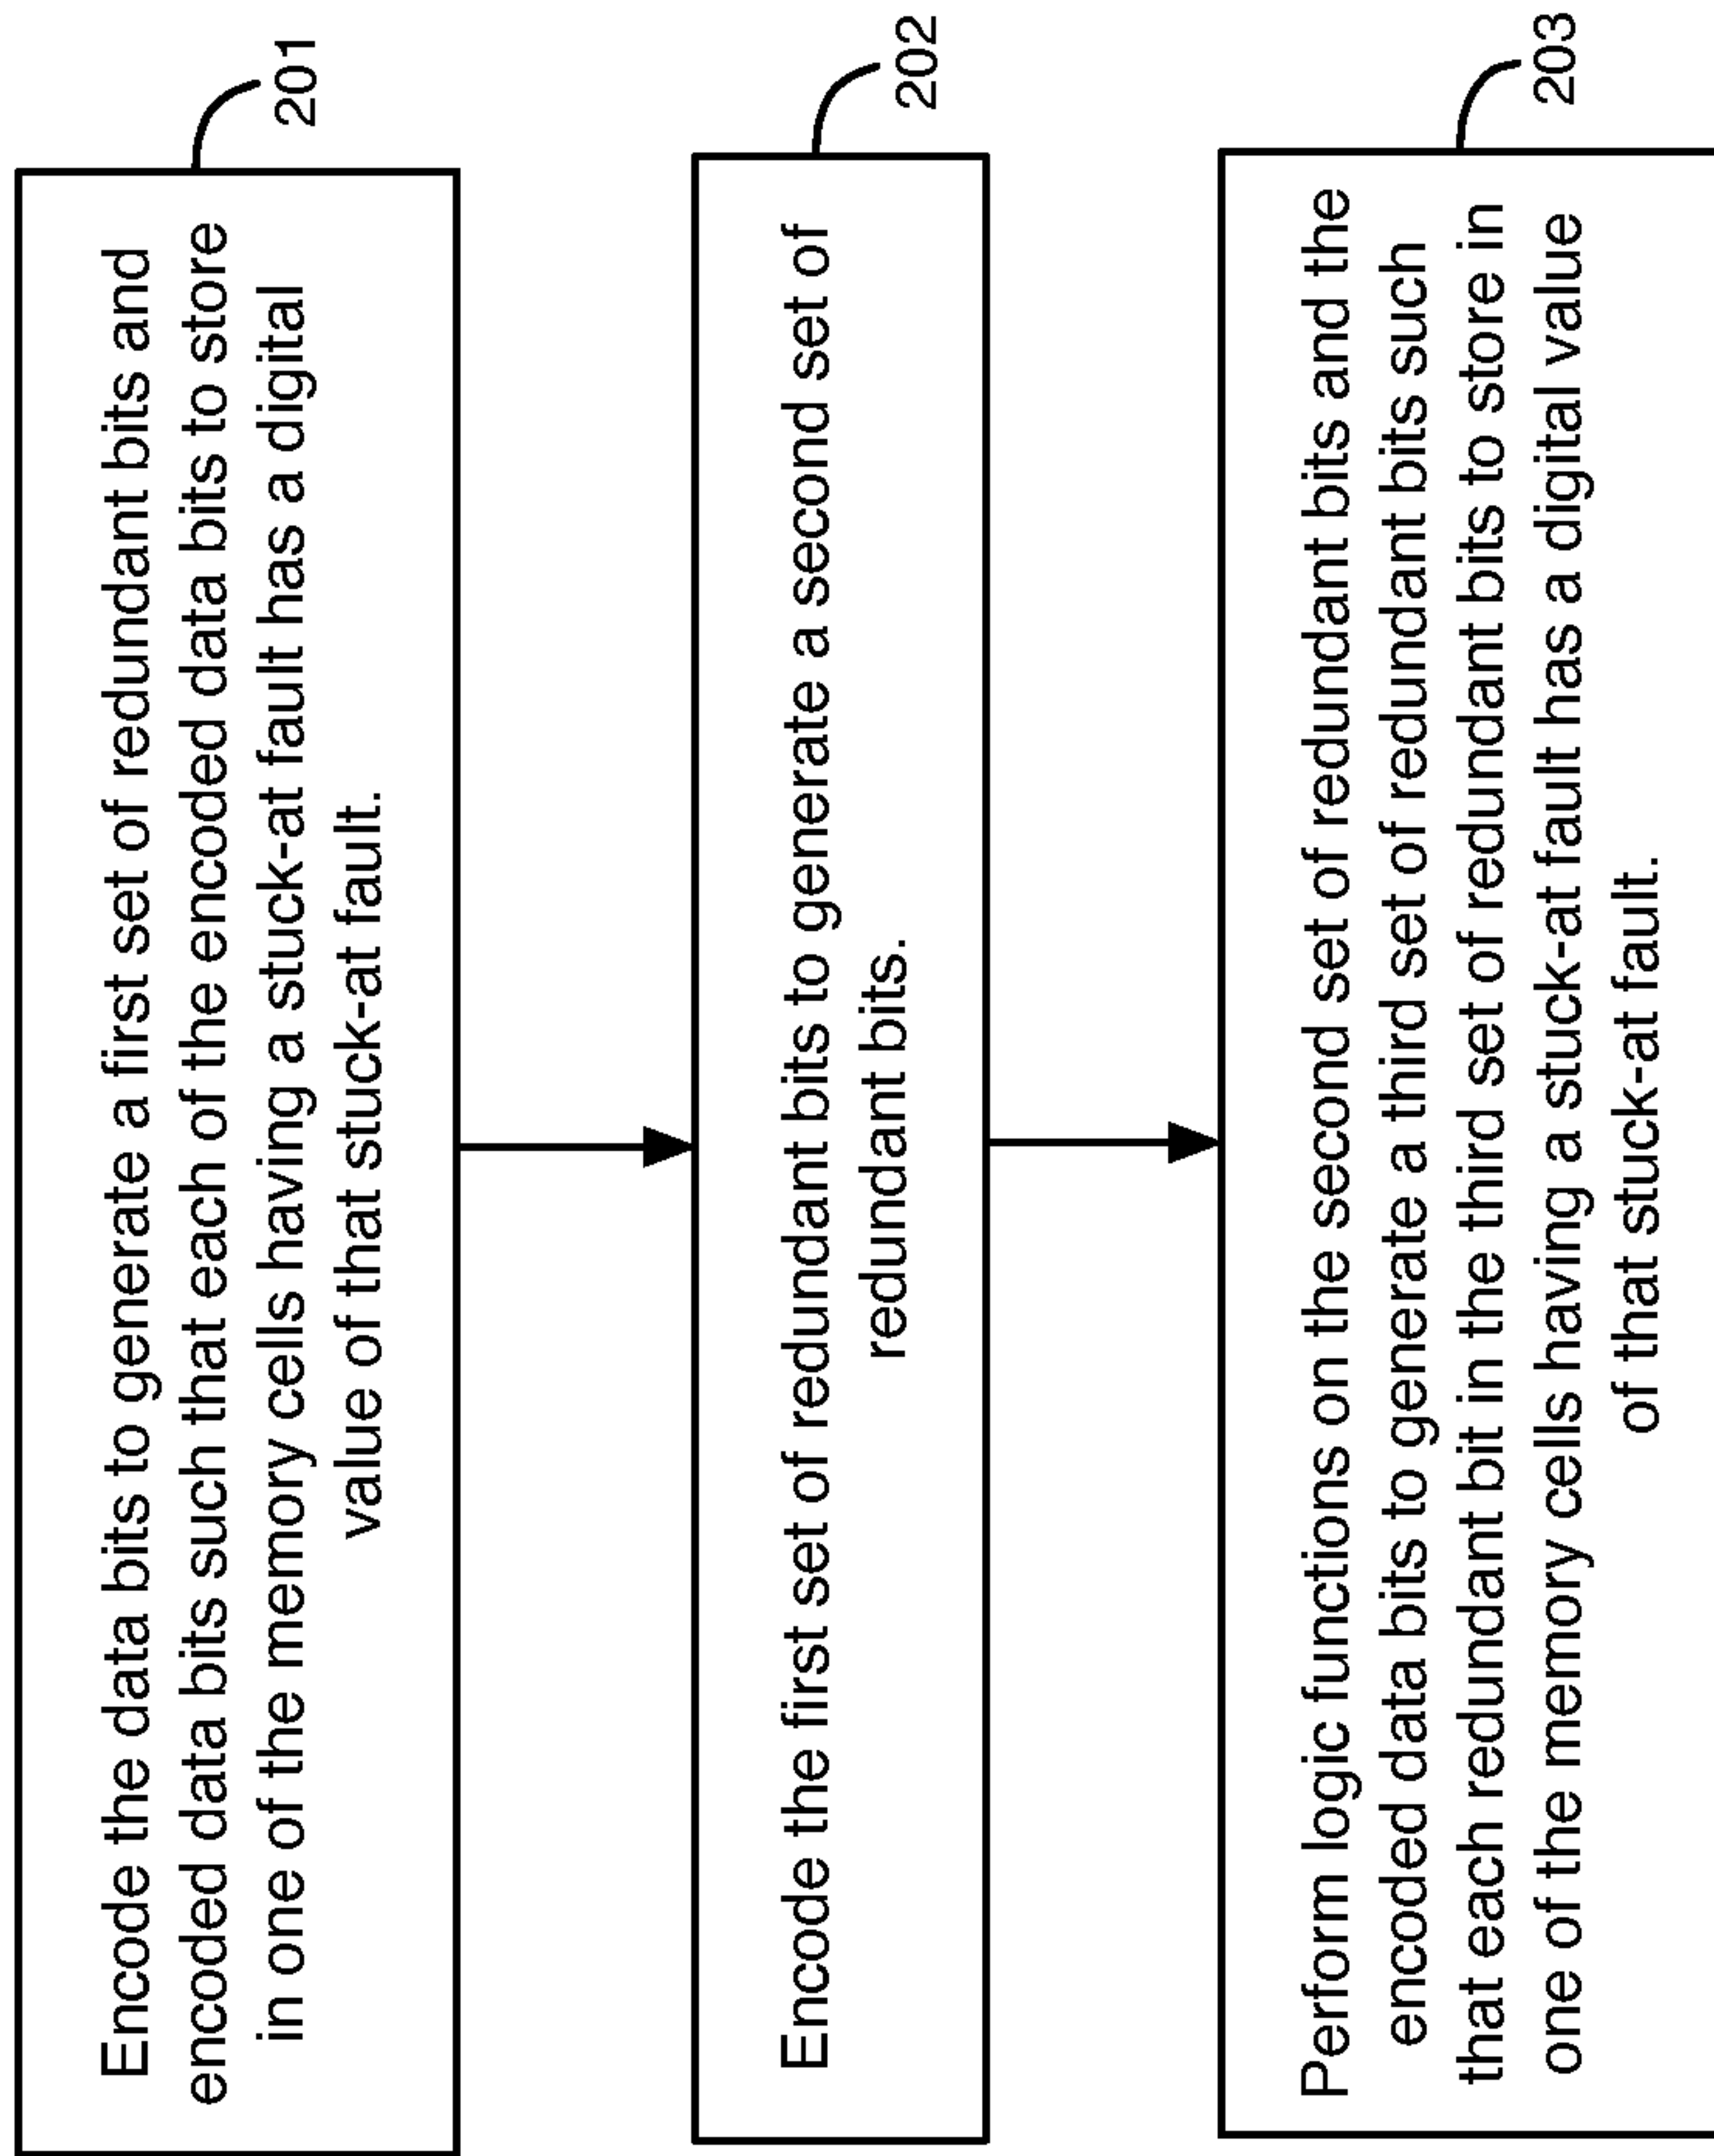 Encode the data bits to generate a first set of redundant bits and
encoded data bits such that each of the encoded data bits to store
in one of the memory cells having a stuck-at fault has a digital
value of that stuck-at fault.
201
Encode the first set of redundant bits to generate a second set of
redundant bits.
202
Perform logic functions on the second set of redundant bits and the
encoded data bits to generate a third set of redundant bits such
that each redundant bit in the third set of redundant bits to store in
one of the memory cells having a stuck-at fault has a digital value
of that stuck-at fault.
203